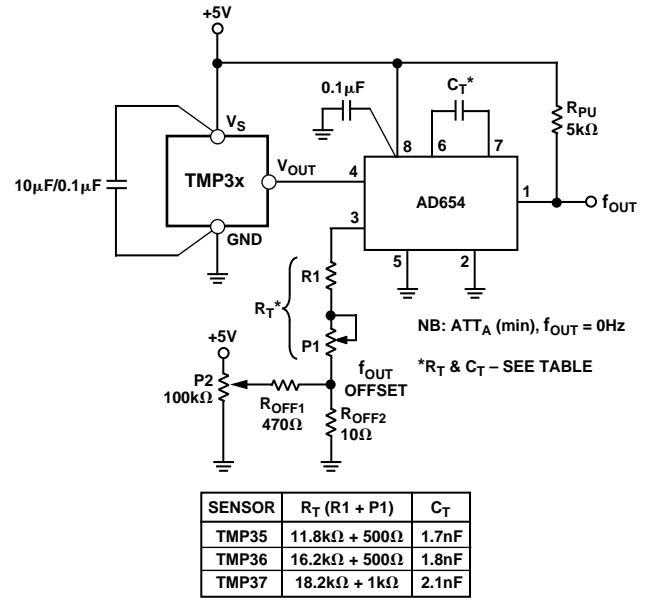 +5V
0.1µF
C_T*
R_PU
5kΩ
V_S
8
6
7
10µF/0.1µF
TMP3x
V_OUT
4
AD654
1
f_OUT
3
GND
5
2
R1
R_T*
P1
NB: ATT_A (min), f_OUT = 0Hz
+5V
*R_T & C_T – SEE TABLE
P2
100kΩ
f_OUT
OFFSET
R_OFF1
470Ω
R_OFF2
10Ω
SENSOR R_T (R1 + P1) C_T
TMP35 11.8kΩ + 500Ω 1.7nF
TMP36 16.2kΩ + 500Ω 1.8nF
TMP37 18.2kΩ + 1kΩ 2.1nF